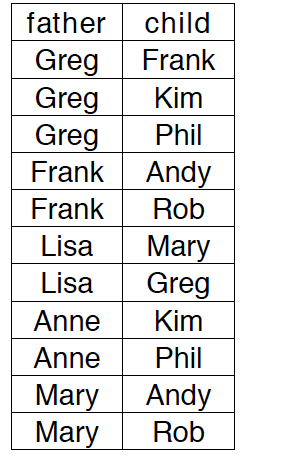 father child
Greg Frank
Greg Kim
Greg Phil
Frank Andy
Frank Rob
Lisa Mary
Lisa Greg
Anne Kim
Anne Phil
Mary Andy
Mary Rob